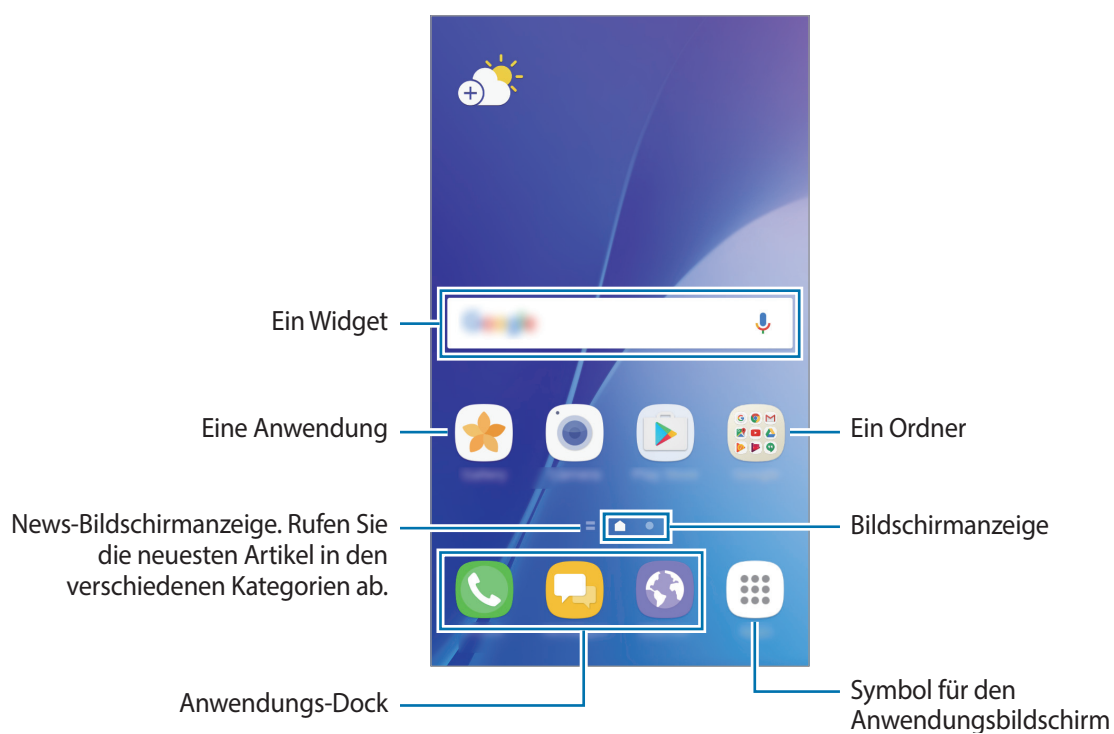 Ein Widget
Eine Anwendung
Ein Ordner
News-Bildschirmanzeige. Rufen Sie
die neuesten Artikel in den
verschiedenen Kategorien ab.
Bildschirmanzeige
Anwendungs-Dock
Symbol für den
Anwendungsbildschirm